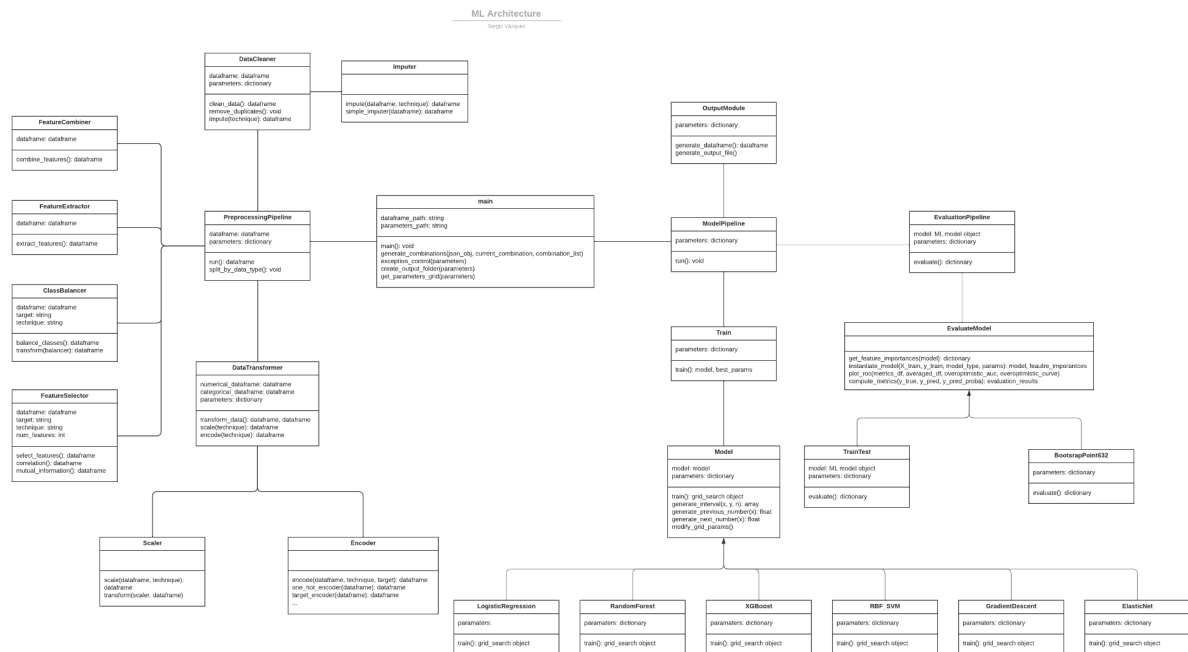 ML Architecture
Sergio Vázquez
DataCleaner
dataframe: dataframe
parameters: dictionary
clean_data(): dataframe
remove_duplicates(): void
impute(technique): dataframe
Imputer
impute(dataframe, technique): dataframe
simple_imputer(dataframe): dataframe
FeatureCombiner
dataframe: dataframe
combine_features(): dataframe
FeatureExtractor
dataframe: dataframe
extract_features(): dataframe
ClassBalancer
dataframe: dataframe
target: string
technique: string
balance_classes(): dataframe
transform(balancer): dataframe
FeatureSelector
dataframe: dataframe
target: string
technique: string
num_features: int
select_features(): dataframe
correlation(): dataframe
mutual_information(): dataframe
PreprocessingPipeline
dataframe: dataframe
parameters: dictionary
run(): dataframe
split_by_data_type(): void
main
dataframe_path: string
parameters_path: string
main(): void
generate_combinations(json_obj, current_combination, combination_list)
exception_control(parameters)
create_output_folder(parameters)
get_parameters_grid(parameters)
DataTransformer
numerical_dataframe: dataframe
categorical_dataframe: dataframe
parameters: dictionary
transform_data(): dataframe, dataframe
scale(technique): dataframe
encode(technique): dataframe
Scaler
scale(dataframe, technique):
dataframe
transform(scaler, dataframe)
Encoder
encode(dataframe, technique, target): dataframe
one_hot_encoder(dataframe): dataframe
target_encoder(dataframe): dataframe
...
OutputModule
parameters: dictionary
generate_dataframe(): dataframe
generate_output_file()
ModelPipeline
parameters: dictionary
run(): void
EvaluationPipeline
model: ML model object
parameters: dictionary
evaluate(): dictionary
Train
parameters: dictionary
train(): model, best_params
EvaluateModel
get_feature_importances(model): dictionary
instantiate_model(X_train, y_train, model_type, params): model, feautre_imporantces
plot_roc(metrics_df, averaged_df, overoptimistic_auc, overoptimistic_curve)
compute_metrics(y_true, y_pred, y_pred_proba): evaluation_results
Model
model: model
parameters: dictionary
train(): grid_search object
generate_interval(x, y, n): array
generate_previous_number(x): float
generate_next_number(x): float
modify_grid_params()
TrainTest
model: ML model object
parameters: dictionary
evaluate(): dictionary
BootsrapPoint632
parameters: dictionary
evaluate(): dictionary
LogisticRegression
paramaters:
train(): grid_search object
RandomForest
paramaters: dictionary
train(): grid_search object
XGBoost
paramaters: dictionary
train(): grid_search object
RBF_SVM
paramaters: dictionary
train(): grid_search object
GradientDescent
paramaters: dictionary
train(): grid_search object
ElasticNet
paramaters: dictionary
train(): grid_search object